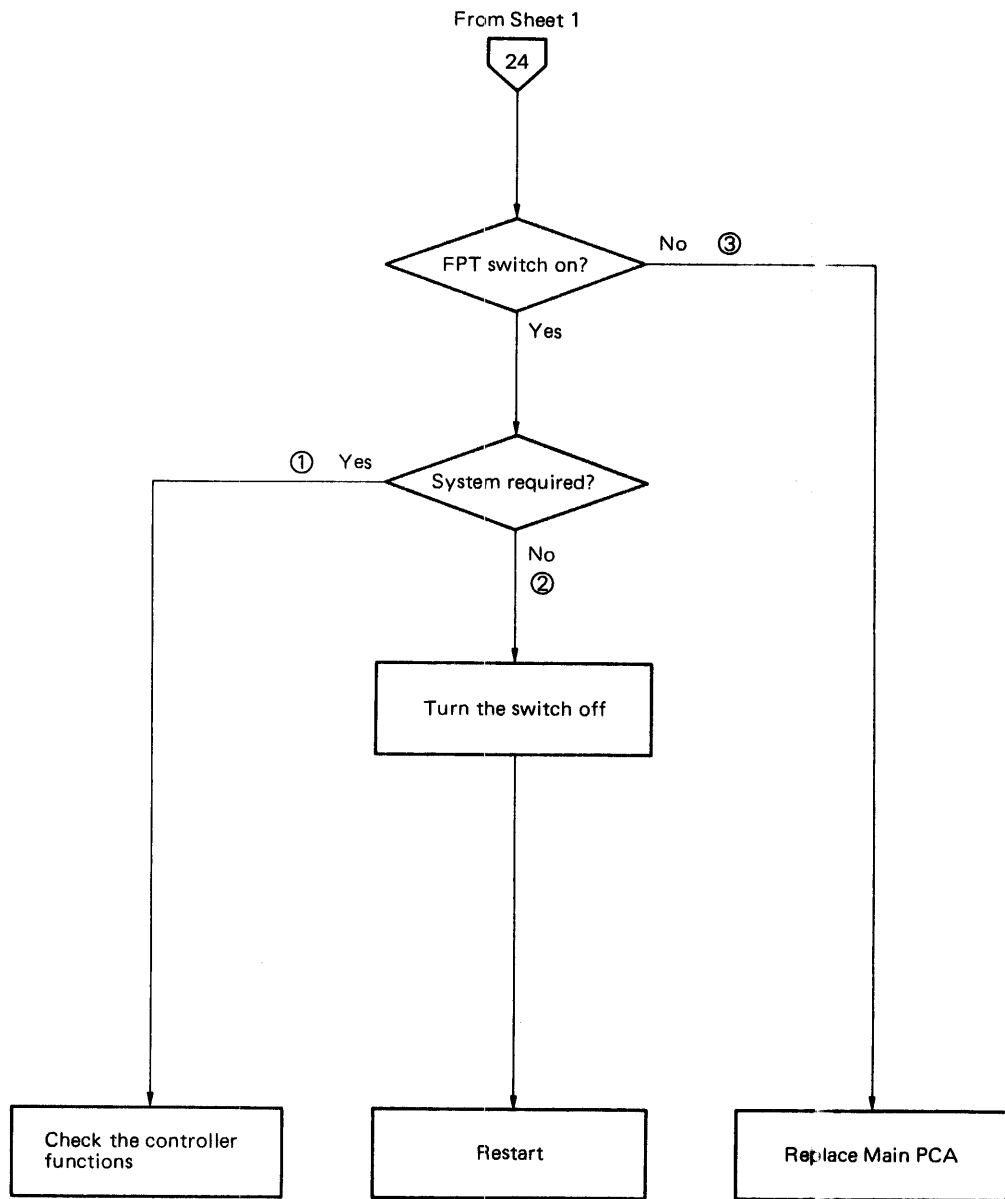 From Sheet 1
24
FPT switch on?
No ③
Yes
① Yes
System required?
No
②
Turn the switch off
Check the controller
functions
Restart
Replace Main PCA